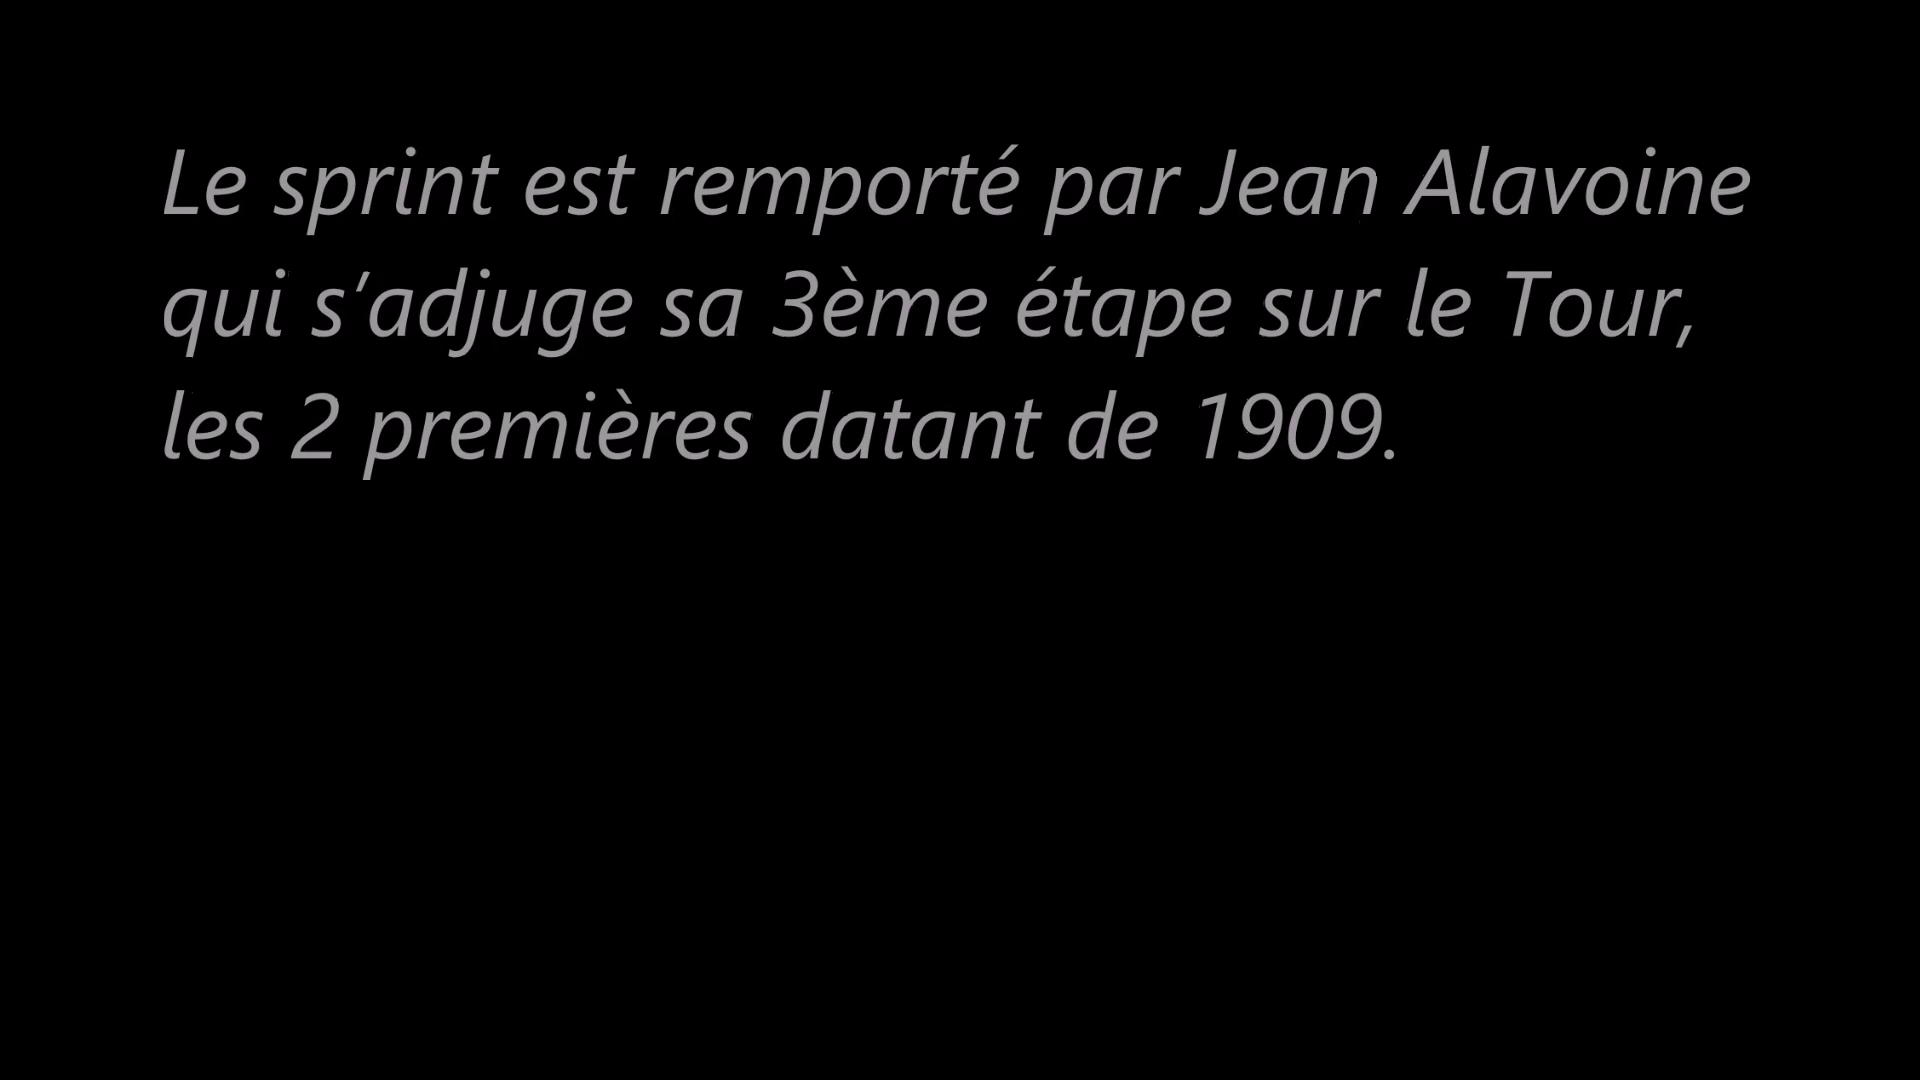 Le sprint est remporté par Jean Alavoine
qui s’adjuge sa 3ème étape sur le Tour,
les 2 premières datant de 1909.